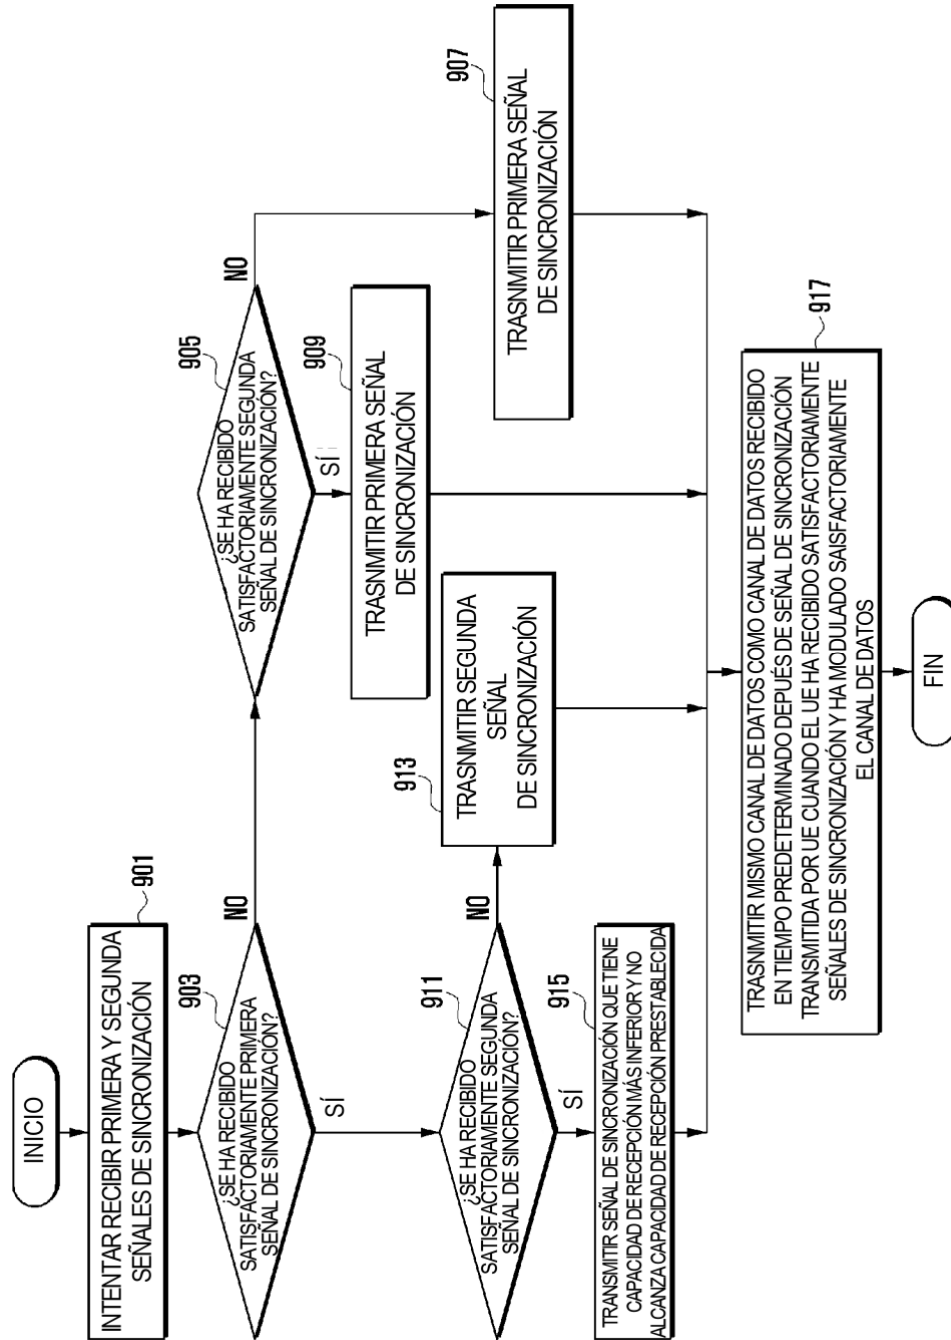 INICIO
901
INTENTAR RECIBIR PRIMERA Y SEGUNDA
SEÑALES DE SINCRONIZACIÓN
903
¿SE HA RECIBIDO
SATISFACTORIAMENTE PRIMERA
SEÑAL DE SINCRONIZACIÓN?
NO
SÍ
905
¿SE HA RECIBIDO
SATISFACTORIAMENTE SEGUNDA
SEÑAL DE SINCRONIZACIÓN?
NO
SÍ
907
TRASNMITIR PRIMERA SEÑAL
DE SINCRONIZACIÓN
909
TRASNMITIR PRIMERA SEÑAL
DE SINCRONIZACIÓN
911
¿SE HA RECIBIDO
SATISFACTORIAMENTE SEGUNDA
SEÑAL DE SINCRONIZACIÓN?
NO
SÍ
913
TRASNMITIR SEGUNDA
SEÑAL
DE SINCRONIZACIÓN
915
TRANSMITIR SEÑAL DE SINCRONIZACIÓN QUE TIENE
CAPACIDAD DE RECEPCIÓN MÁS INFERIOR Y NO
ALCANZA CAPACIDAD DE RECEPCIÓN PRESTABLECIDA
917
TRASNMITIR MISMO CANAL DE DATOS COMO CANAL DE DATOS RECIBIDO
EN TIEMPO PREDETERMINADO DEPUÉS DE SEÑAL DE SINCRONIZACIÓN
TRANSMITIDA POR UE CUANDO EL UE HA RECIBIDO SATISFACTORIAMENTE
SEÑALES DE SINCRONIZACIÓN Y HA MODULADO SAISFACTORIAMENTE
EL CANAL DE DATOS
FIN